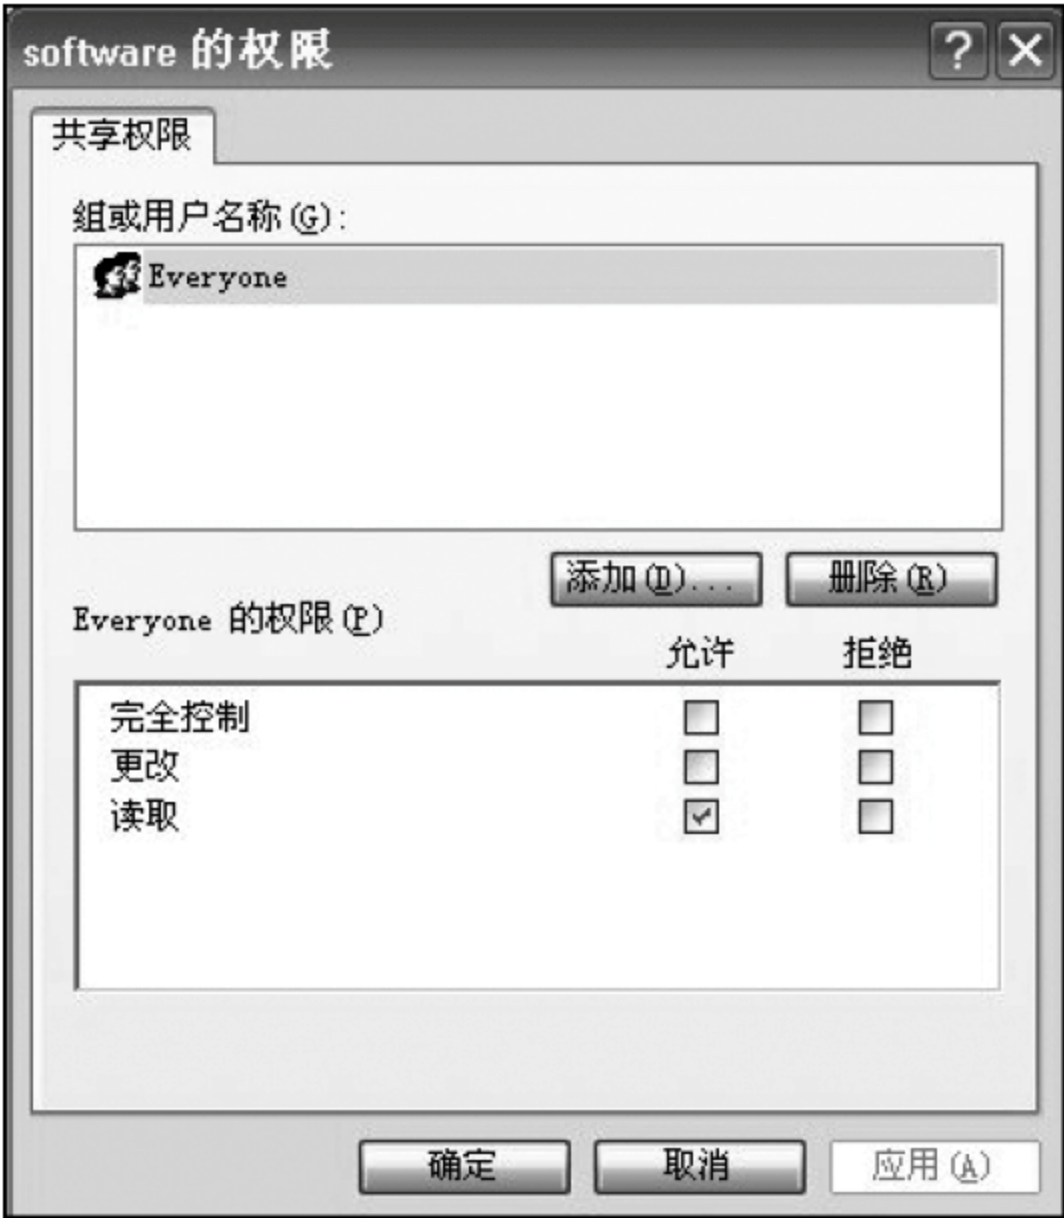 software 的权限
共享权限
组或用户名称(G):
Everyone
添加(D)... 删除(R)
Everyone 的权限(P)
允许 拒绝
完全控制
更改
读取
确定 取消 应用(A)